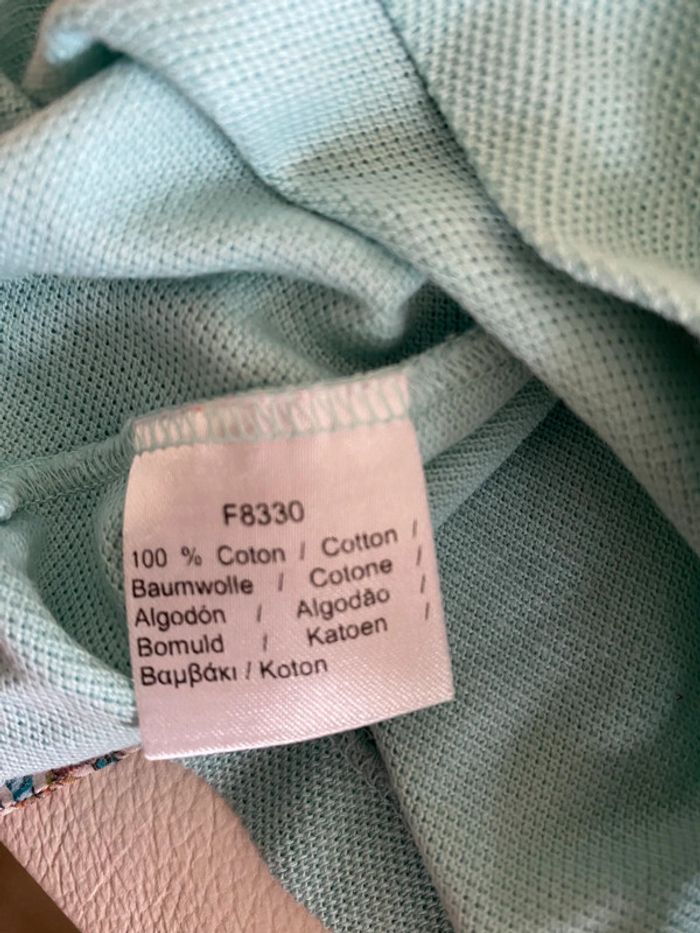 F8330
100 % Coton / Cotton /
Baumwolle / Cotone /
Algodón / Algodão /
Bomuld / Katoen /
Βαμβάκι / Koton